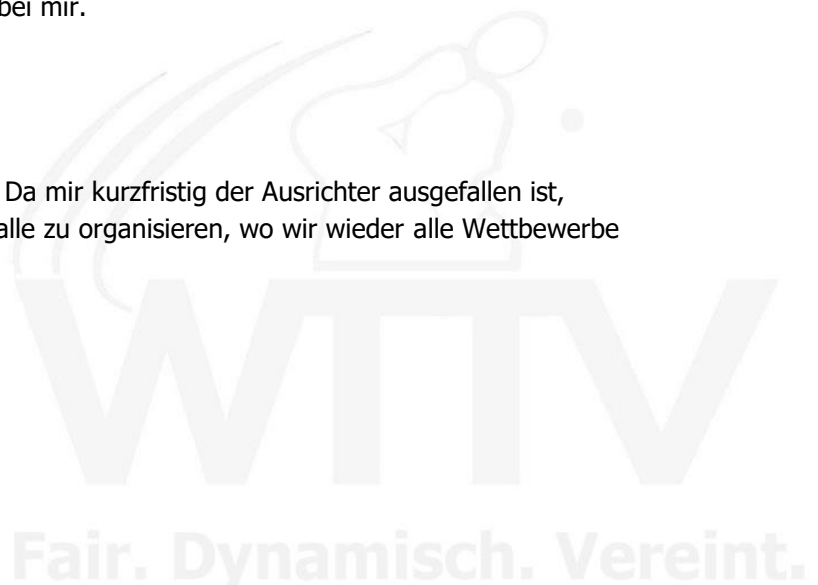 bei mir.
Da mir kurzfristig der Ausrichter ausgefallen ist,
alle zu organisieren, wo wir wieder alle Wettbewerbe
WTTV
Fair. Dynamisch. Vereint.